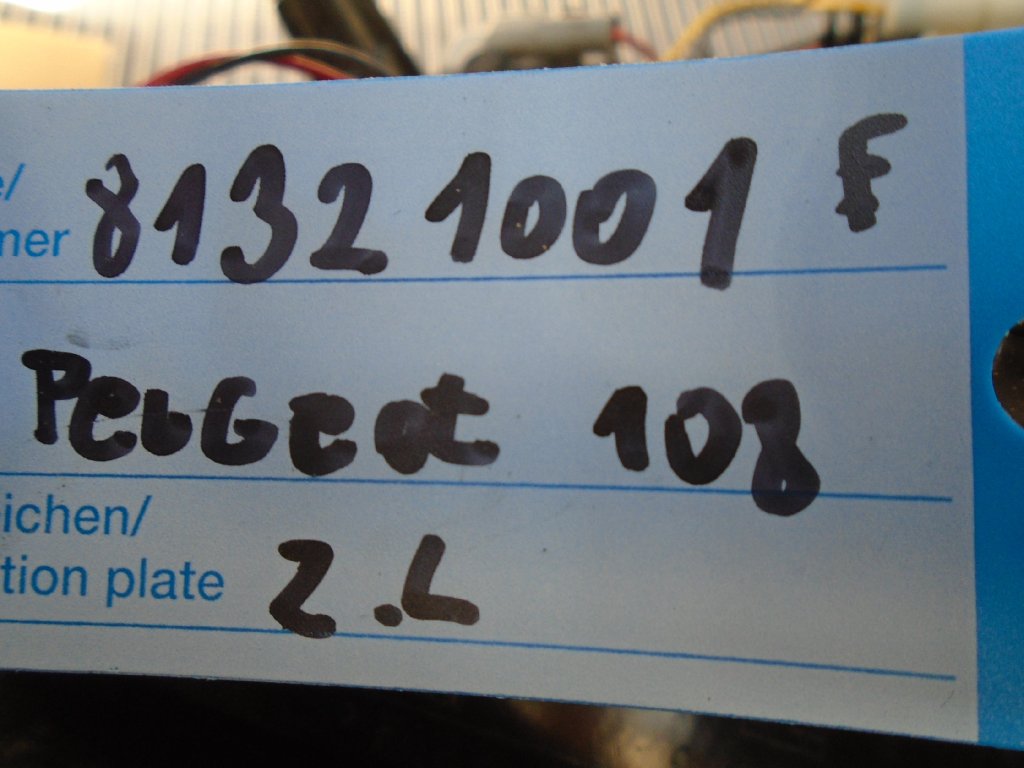 e/
mer 81321001 F
Peugeot 108
ichen/
tion plate 2.L